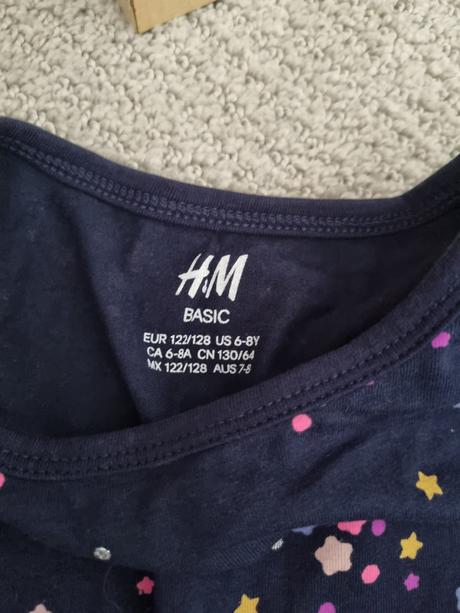 H&M
BASIC
EUR 122/128 US 6-8Y
CA 6-8A CN 130/64
MX 122/128 AUS 7-8